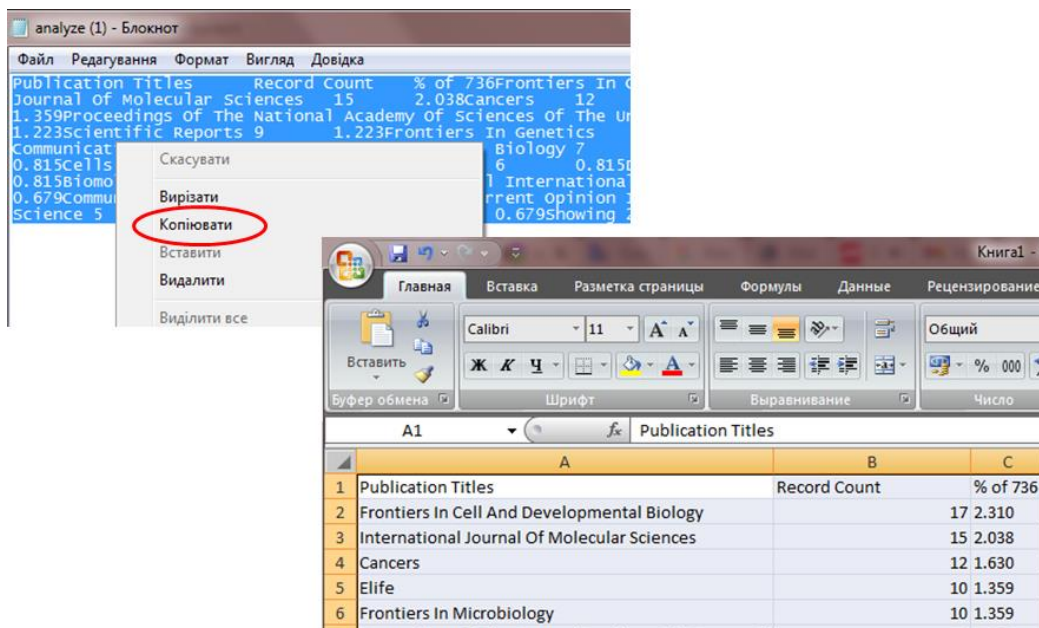 analyze (1) - Блокнот
Файл Редагування Формат Вигляд Довідка
Publication Titles Record Count % of 736Frontiers In
Journal Of Molecular Sciences 15 2.038Cancers 12
1.359Proceedings Of The National Academy Of Sciences Of The
1.223Scientific Reports 9 1.223Frontiers In Genetics
Biology 7
0.815Cells 6 0.815
International
0.679 Opinion
Science 5 0.679Showing
Скасувати
Вирізати
Копіювати
Вставити
Видалити
Виділити все
Книга1 -
Главная Вставка Разметка страницы Формулы Данные Рецензирование
Calibri 11 A A Общий
Вставить Ж К Ч A % 000
Буфер обмена Шрифт Выравнивание Число
A1 fx Publication Titles
A B C
1 Publication Titles Record Count % of 736
2 Frontiers In Cell And Developmental Biology 17 2.310
3 International Journal Of Molecular Sciences 15 2.038
4 Cancers 12 1.630
5 Elife 10 1.359
6 Frontiers In Microbiology 10 1.359